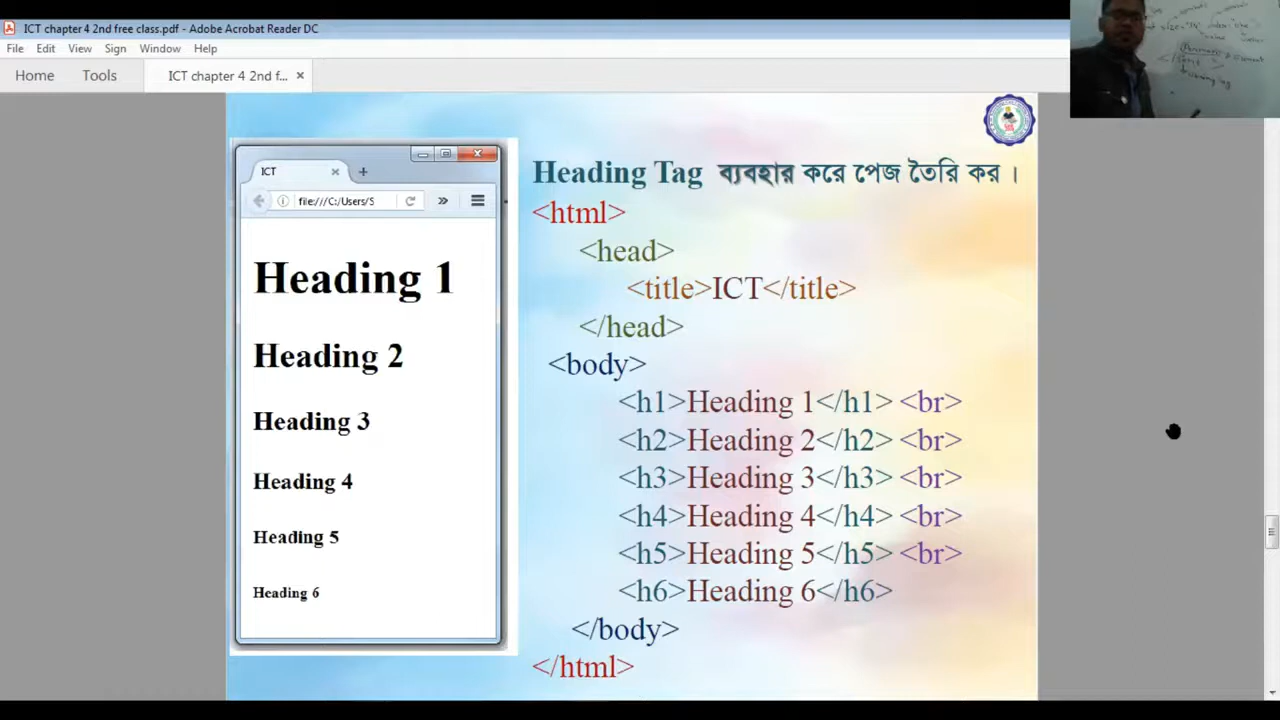 ICT chapter 4 2nd free class.pdf - Adobe Acrobat Reader DC
File Edit View Sign Window Help
Home Tools ICT chapter 4 2nd f... ×
ICT
file:///C:/Users/S
Heading 1
Heading 2
Heading 3
Heading 4
Heading 5
Heading 6
Heading Tag ব্যবহার করে পেজ তৈরি কর ।
<html>
<head>
<title>ICT</title>
</head>
<body>
<h1>Heading 1</h1> <br>
<h2>Heading 2</h2> <br>
<h3>Heading 3</h3> <br>
<h4>Heading 4</h4> <br>
<h5>Heading 5</h5> <br>
<h6>Heading 6</h6>
</body>
</html>